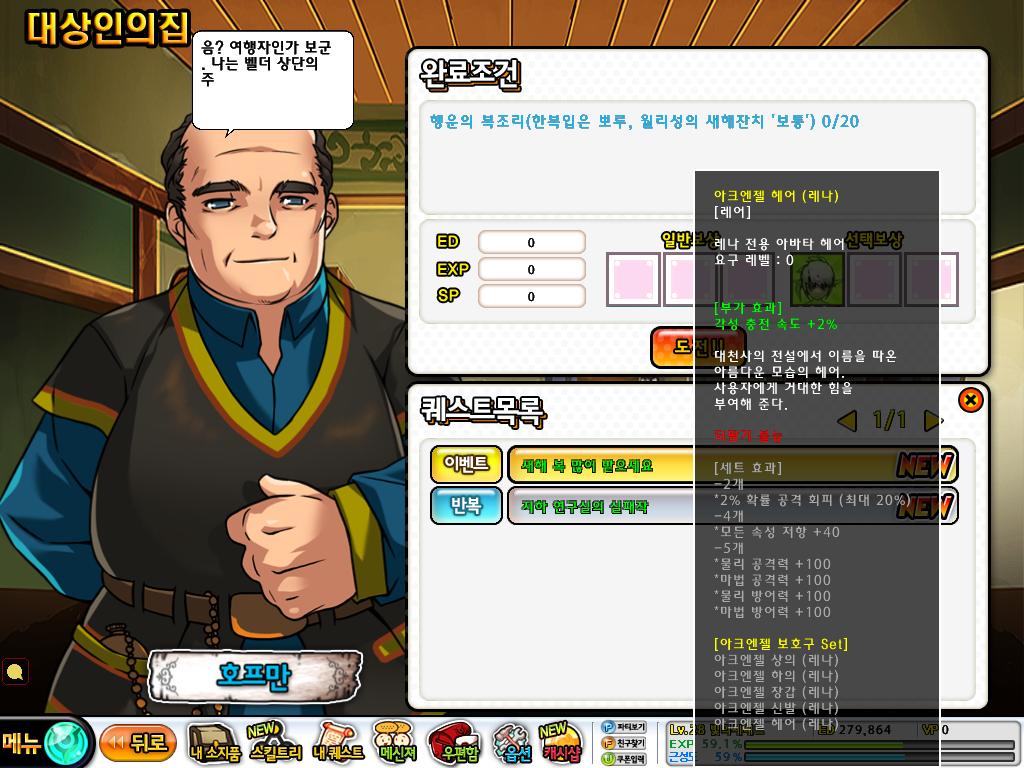 대상인의집
음? 여행자인가 보군
. 나는 벨더 상단의
주
완료조건
행운의 복조리(한복입은 뽀루, 월리성의 새해잔치 '보통') 0/20
ED 0
EXP 0
SP 0
일반보상
선택보상
도전!!
아크엔젤 헤어 (레나)
[레어]
레나 전용 아바타 헤어
요구 레벨 : 0
[부가 효과]
각성 충전 속도 +2%
대천사의 전설에서 이름을 따온
아름다운 모습의 헤어.
사용자에게 거대한 힘을
부여해 준다.
되팔기 불능
[세트 효과]
-2개
*2% 확률 공격 회피 (최대 20%)
-4개
*모든 속성 저항 +40
-5개
*물리 공격력 +100
*마법 공격력 +100
*물리 방어력 +100
*마법 방어력 +100
[아크엔젤 보호구 Set]
아크엔젤 상의 (레나)
아크엔젤 하의 (레나)
아크엔젤 장갑 (레나)
아크엔젤 신발 (레나)
아크엔젤 헤어 (레나)
퀘스트목록
1/1
이벤트 새해 복 많이 받으세요 NEW
반복 지하 연구실의 실패작 NEW
호프만
메뉴
뒤로
내 소지품
NEW
스킬트리
내 퀘스트
메신저
우편함
옵션
NEW
캐시샵
P 파티보기
F 친구찾기
U 쿠폰입력
279,864
VP 0
EXP 59.1%
근성도 59%